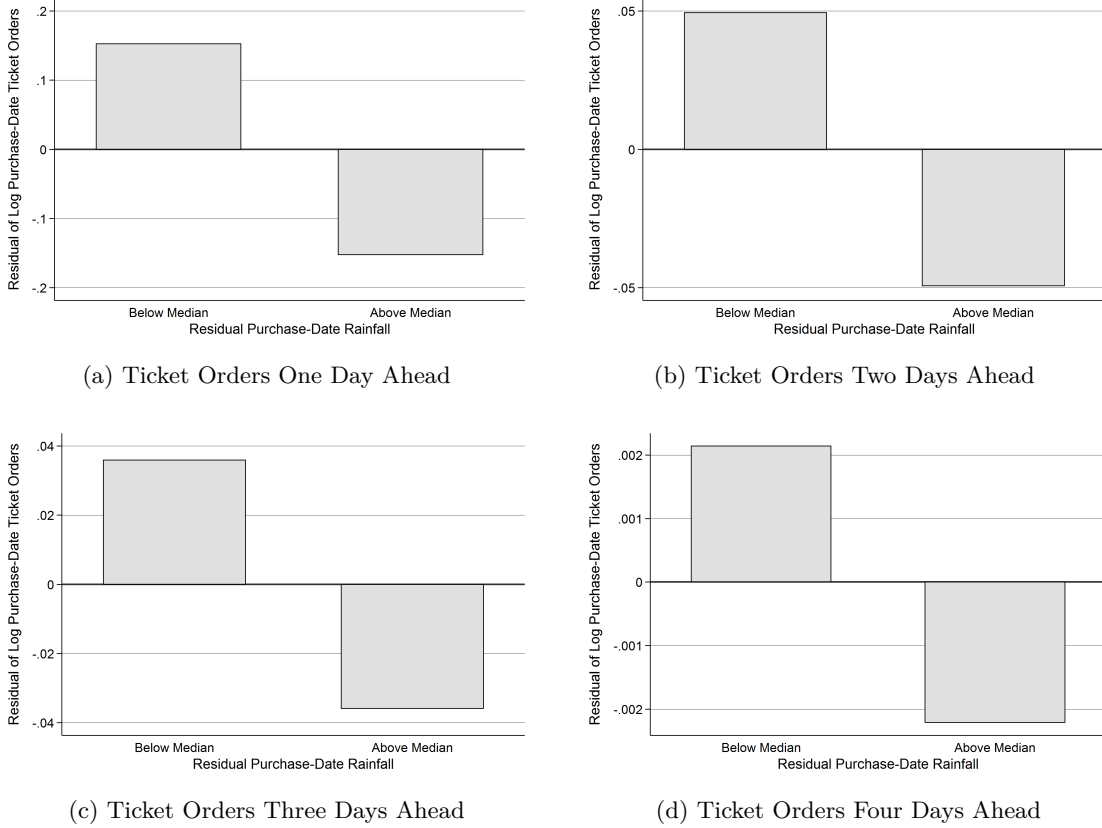 Residual of Log Purchase-Date Ticket Orders
.2
.1
0
-.1
-.2
Below Median Above Median
Residual Purchase-Date Rainfall
(a) Ticket Orders One Day Ahead
Residual of Log Purchase-Date Ticket Orders
.05
0
-.05
Below Median Above Median
Residual Purchase-Date Rainfall
(b) Ticket Orders Two Days Ahead
Residual of Log Purchase-Date Ticket Orders
.04
.02
0
-.02
-.04
Below Median Above Median
Residual Purchase-Date Rainfall
(c) Ticket Orders Three Days Ahead
Residual of Log Purchase-Date Ticket Orders
.002
.001
0
-.001
-.002
Below Median Above Median
Residual Purchase-Date Rainfall
(d) Ticket Orders Four Days Ahead